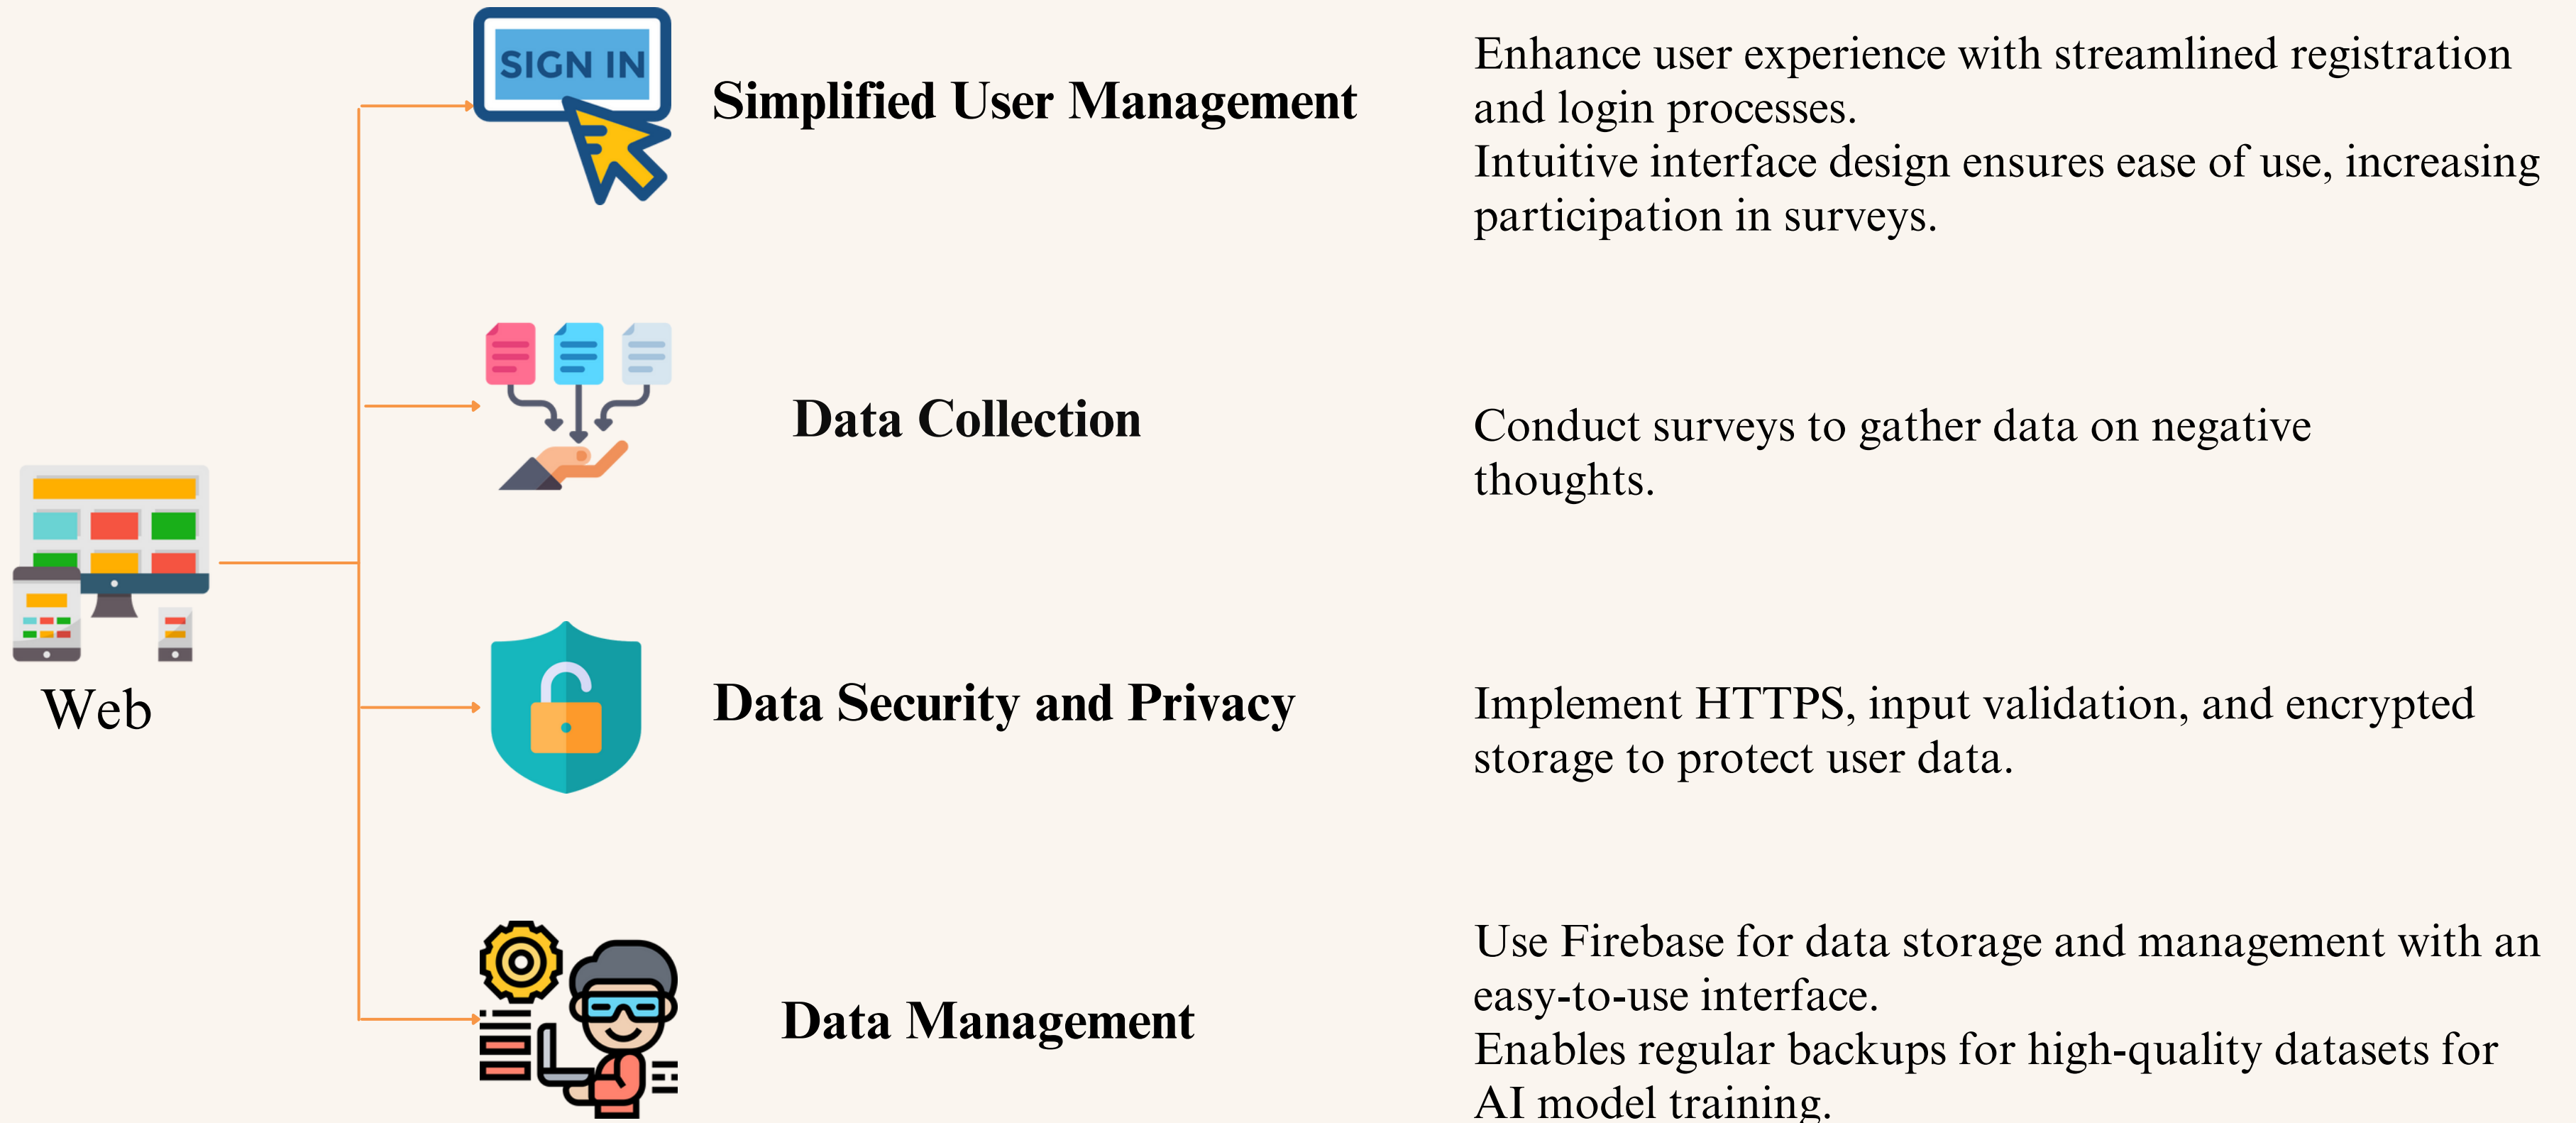 SIGN IN
Simplified User Management
Enhance user experience with streamlined registration
and login processes.
Intuitive interface design ensures ease of use, increasing
participation in surveys.
Data Collection
Conduct surveys to gather data on negative
thoughts.
Web
Data Security and Privacy
Implement HTTPS, input validation, and encrypted
storage to protect user data.
Data Management
Use Firebase for data storage and management with an
easy-to-use interface.
Enables regular backups for high-quality datasets for
AI model training.